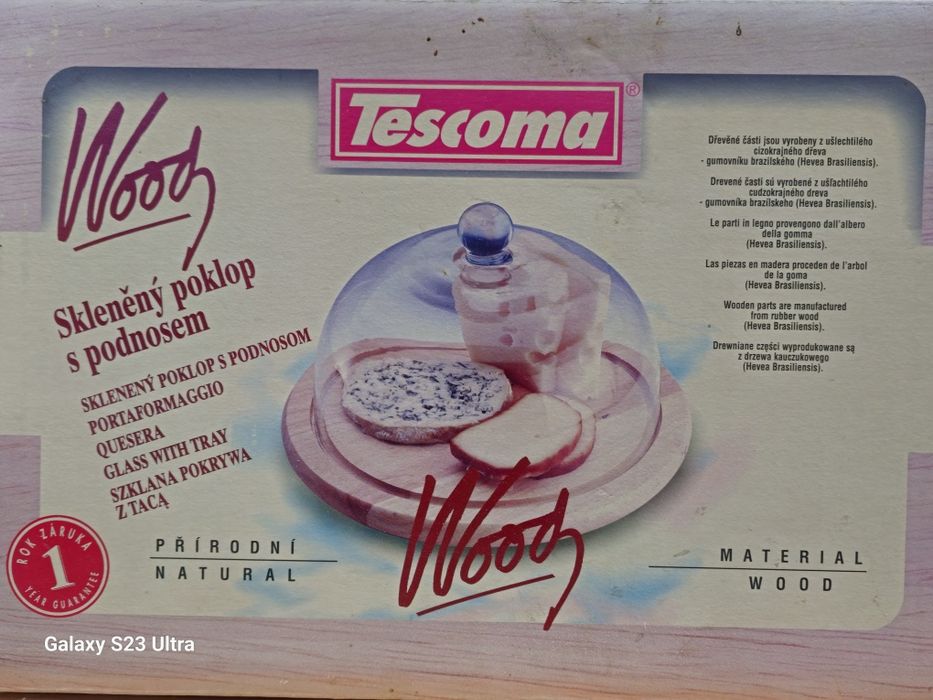 Wood
Skleněný poklop
s podnosem
SKLENENÝ POKLOP S PODNOSOM
PORTAFORMAGGIO
QUESERA
GLASS WITH TRAY
SZKLANA POKRYWA
Z TACĄ
Tescoma®
Dřevěné části jsou vyrobeny z ušlechtilého
cizokrajného dřeva
- gumovníku brazilského (Hevea Brasiliensis).
Drevené časti sú vyrobené z ušľachtilého
cudzokrajného dreva
- gumovníka brazílskeho (Hevea Brasiliensis).
Le parti in legno provengono dall'albero
della gomma
(Hevea Brasiliensis).
Las piezas en madera proceden de l'arbol
de la goma
(Hevea Brasiliensis).
Wooden parts are manufactured
from rubber wood
(Hevea Brasiliensis).
Drewniane części wyprodukowane są
z drzewa kauczukowego
(Hevea Brasiliensis).
ROK ZÁRUKA
1
YEAR GUARANTEE
PŘÍRODNÍ
NATURAL
Wood
MATERIAL
WOOD
Galaxy S23 Ultra